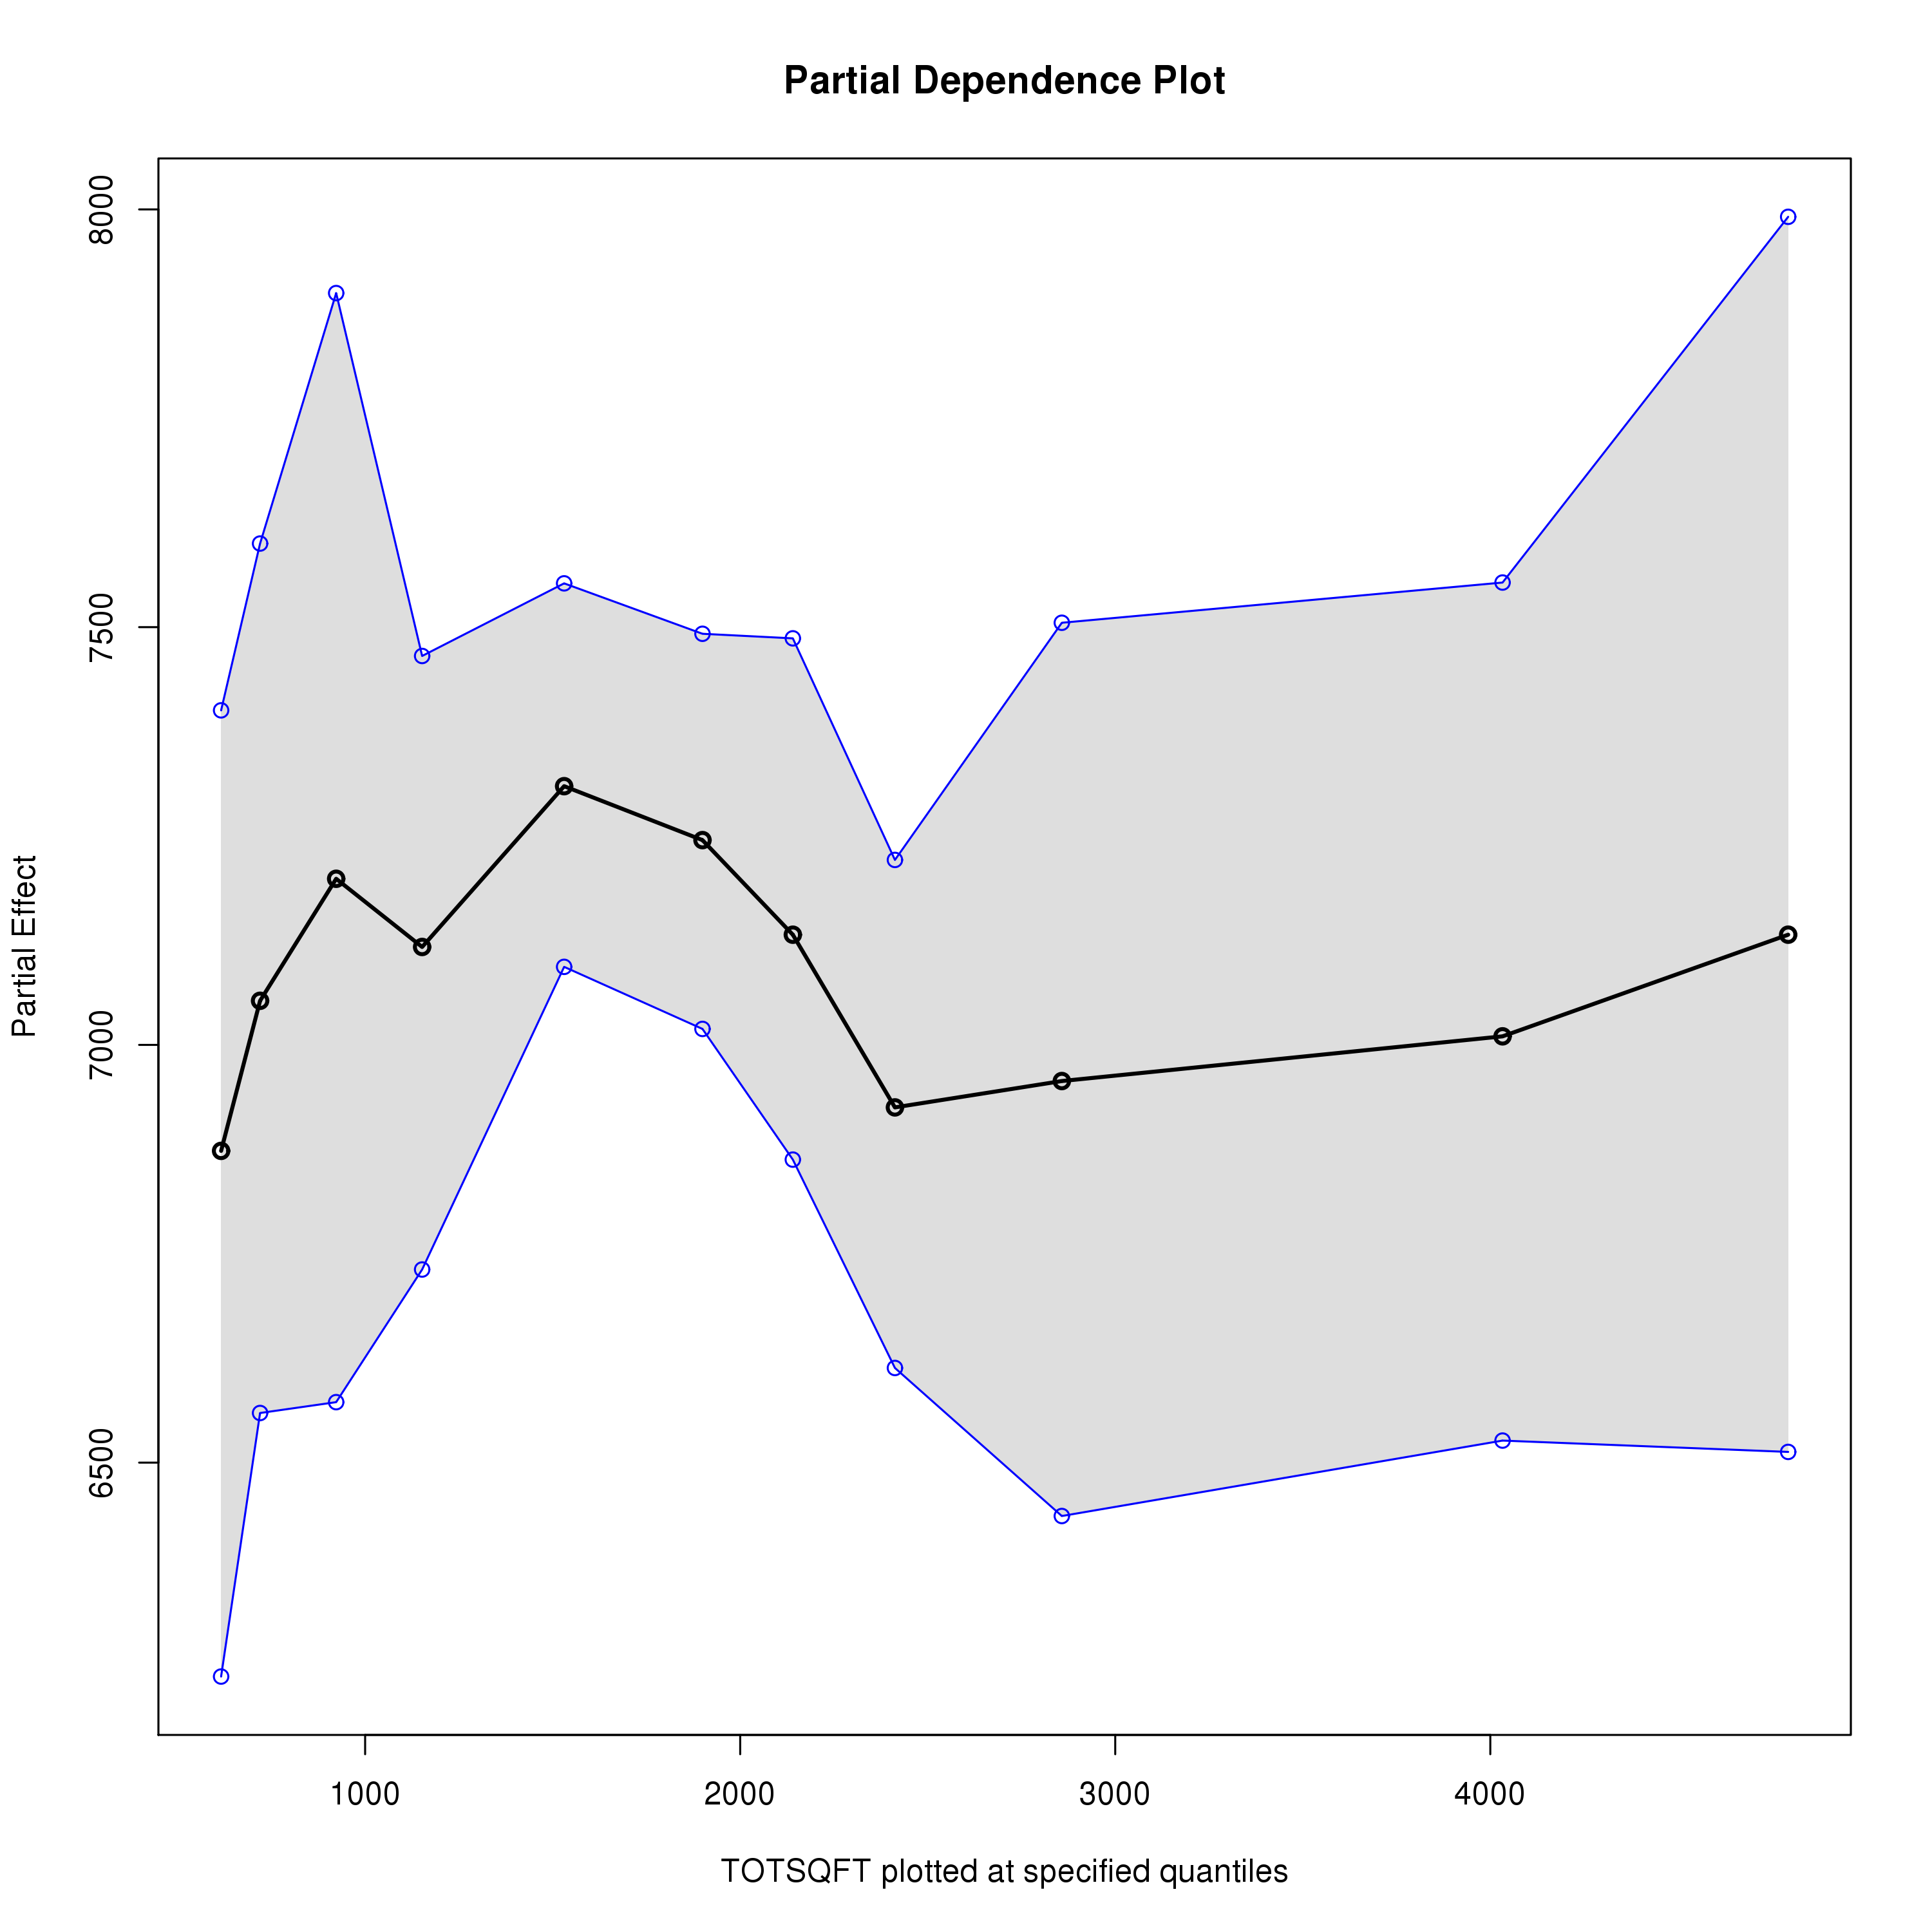 Partial Dependence Plot
8000
7500
7000
6500
Partial Effect
1000 2000 3000 4000
TOTSQFT plotted at specified quantiles